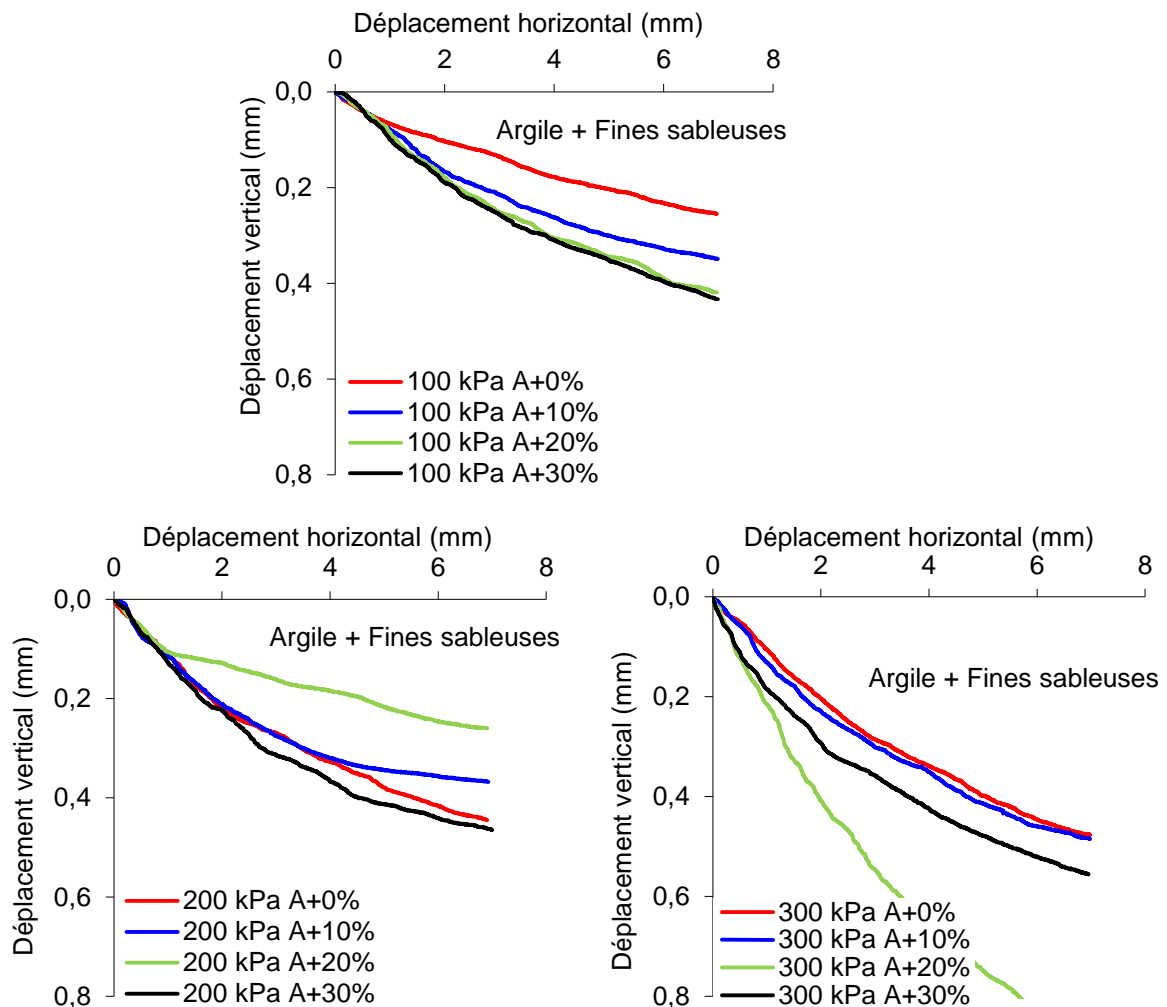 Déplacement horizontal (mm)
0 2 4 6 8
0,0
0,2
0,4
0,6
0,8
Déplacement vertical (mm)
Argile + Fines sableuses
100 kPa A+0%
100 kPa A+10%
100 kPa A+20%
100 kPa A+30%
Déplacement horizontal (mm)
0 2 4 6 8
0,0
0,2
0,4
0,6
0,8
Déplacement vertical (mm)
Argile + Fines sableuses
200 kPa A+0%
200 kPa A+10%
200 kPa A+20%
200 kPa A+30%
Déplacement horizontal (mm)
0 2 4 6 8
0,0
0,2
0,4
0,6
0,8
Déplacement vertical (mm)
Argile + Fines sableuses
300 kPa A+0%
300 kPa A+10%
300 kPa A+20%
300 kPa A+30%